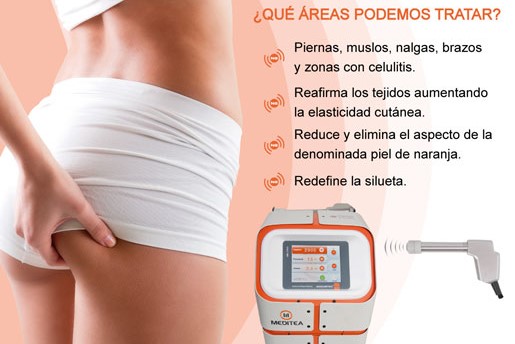 ¿QUÉ ÁREAS PODEMOS TRATAR?
Piernas, muslos, nalgas, brazos
y zonas con celulitis.
Reafirma los tejidos aumentando
la elasticidad cutánea.
Reduce y elimina el aspecto de la
denominada piel de naranja.
Redefine la silueta.
M
MEDITEA